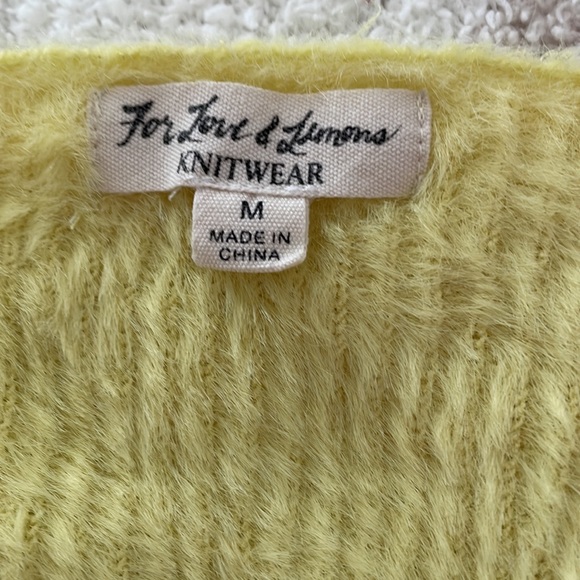 For Love & Lemons
KNITWEAR
M
MADE IN
CHINA